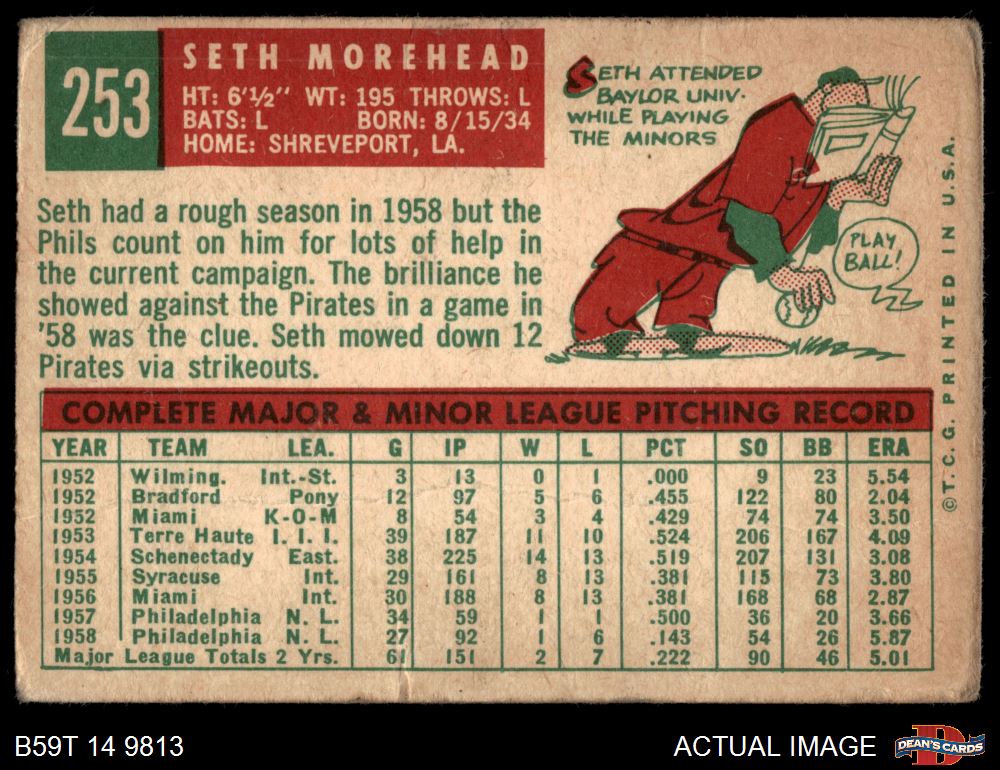 253
SETH MOREHEAD
HT: 6'½" WT: 195 THROWS: L
BATS: L BORN: 8/15/34
HOME: SHREVEPORT, LA.
SETH ATTENDED
BAYLOR UNIV.
WHILE PLAYING
THE MINORS
PLAY
BALL!
Seth had a rough season in 1958 but the
Phils count on him for lots of help in
the current campaign. The brilliance he
showed against the Pirates in a game in
'58 was the clue. Seth mowed down 12
Pirates via strikeouts.
COMPLETE MAJOR & MINOR LEAGUE PITCHING RECORD
YEAR TEAM LEA. G IP W L PCT SO BB ERA
1952 Wilming. Int.-St. 3 13 0 1 .000 9 23 5.54
1952 Bradford Pony 12 97 5 6 .455 122 80 2.04
1952 Miami K-O-M 8 54 3 4 .429 74 74 3.50
1953 Terre Haute I. I. I. 39 187 11 10 .524 206 167 4.09
1954 Schenectady East. 38 225 14 13 .519 207 131 3.08
1955 Syracuse Int. 29 161 8 13 .381 115 73 3.80
1956 Miami Int. 30 188 8 13 .381 168 68 2.87
1957 Philadelphia N. L. 34 59 1 1 .500 36 20 3.66
1958 Philadelphia N. L. 27 92 1 6 .143 54 26 5.87
Major League Totals 2 Yrs. 61 151 2 7 .222 90 46 5.01
©T. C. G. PRINTED IN U.S.A.
B59T 14 9813
ACTUAL IMAGE
D
DEAN'S CARDS